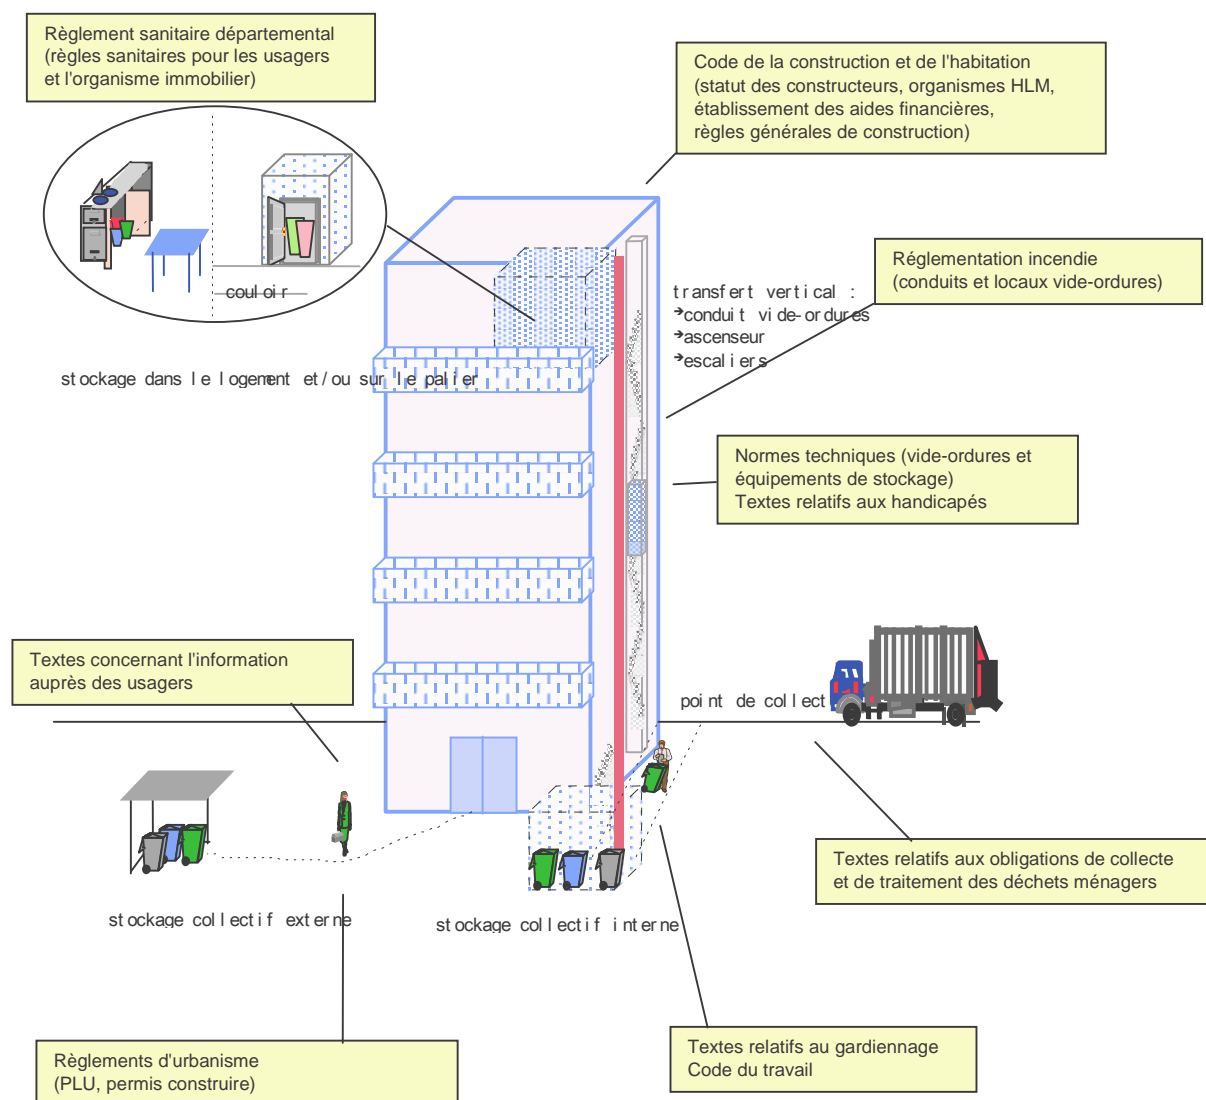 Règlement sanitaire départemental
(règles sanitaires pour les usagers
et l'organisme immobilier)
Code de la construction et de l'habitation
(statut des constructeurs, organismes HLM,
établissement des aides financières,
règles générales de construction)
couloir
Réglementation incendie
(conduits et locaux vide-ordures)
transfert vertical :
➔conduit vide-ordures
➔ascenseur
➔escaliers
stockage dans le logement et/ou sur le palier
Normes techniques (vide-ordures et
équipements de stockage)
Textes relatifs aux handicapés
Textes concernant l'information
auprès des usagers
point de collect
Textes relatifs aux obligations de collecte
et de traitement des déchets ménagers
stockage collectif externe
stockage collectif interne
Textes relatifs au gardiennage
Code du travail
Règlements d'urbanisme
(PLU, permis construire)